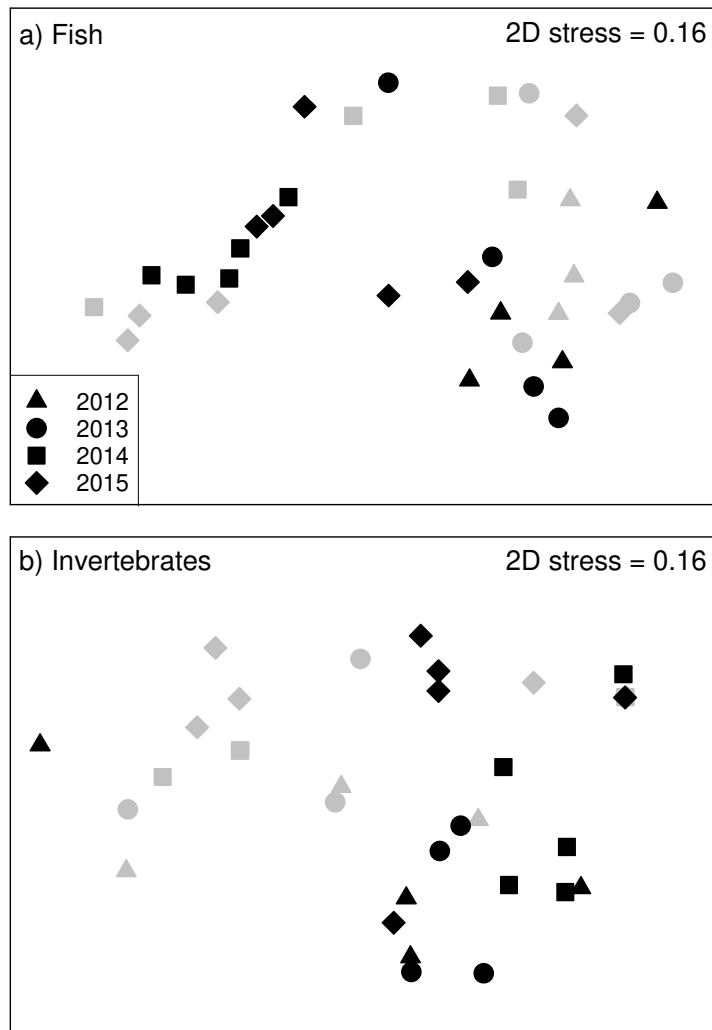 a) Fish
2D stress = 0.16
2012
2013
2014
2015
b) Invertebrates
2D stress = 0.16